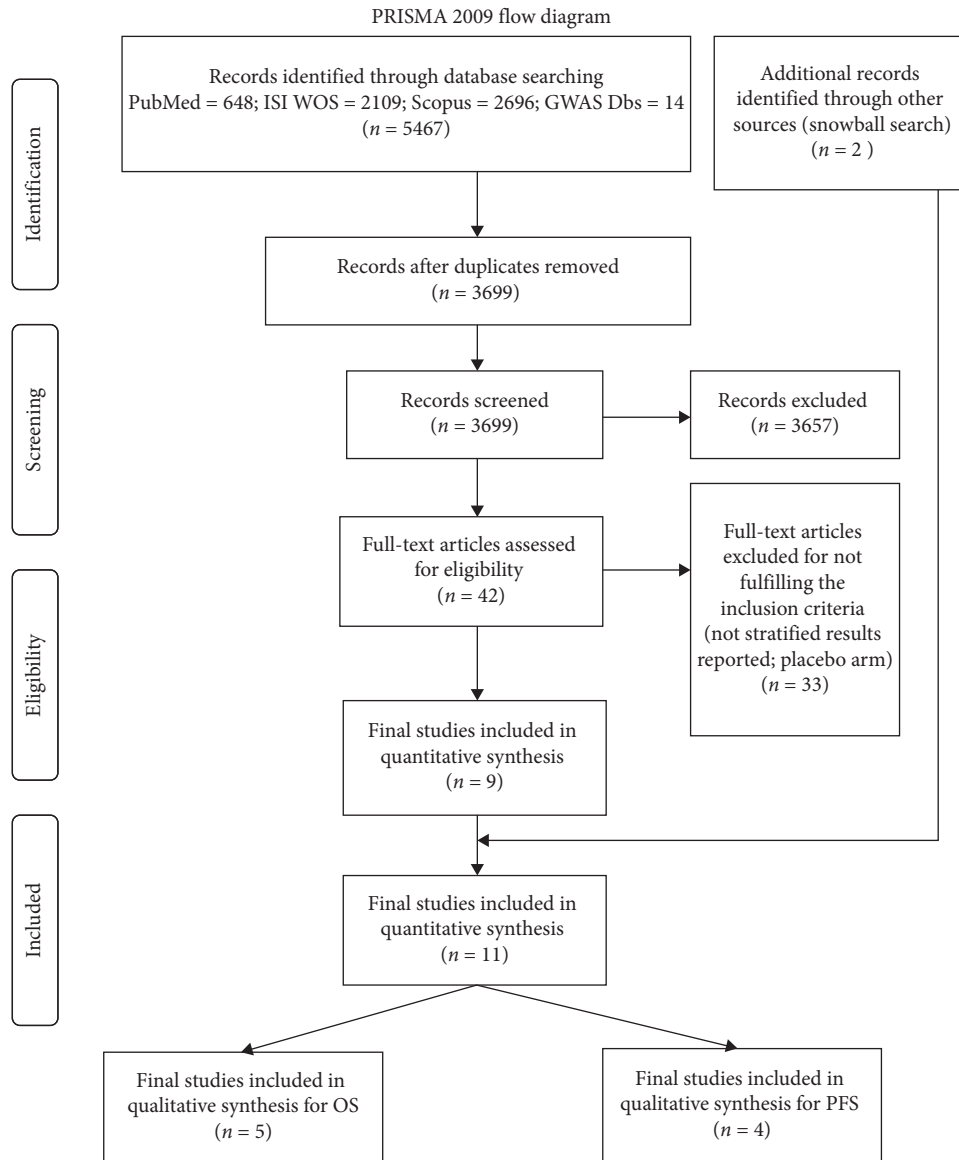 PRISMA 2009 flow diagram
Identification
Records identified through database searching
PubMed = 648; ISI WOS = 2109; Scopus = 2696; GWAS Dbs = 14
(n = 5467)
Additional records
identified through other
sources (snowball search)
(n = 2 )
Records after duplicates removed
(n = 3699)
Screening
Records screened
(n = 3699)
Records excluded
(n = 3657)
Eligibility
Full-text articles assessed
for eligibility
(n = 42)
Full-text articles
excluded for not
fulfilling the
inclusion criteria
(not stratified results
reported; placebo arm)
(n = 33)
Final studies included in
quantitative synthesis
(n = 9)
Included
Final studies included in
quantitative synthesis
(n = 11)
Final studies included in
qualitative synthesis for OS
(n = 5)
Final studies included in
qualitative synthesis for PFS
(n = 4)